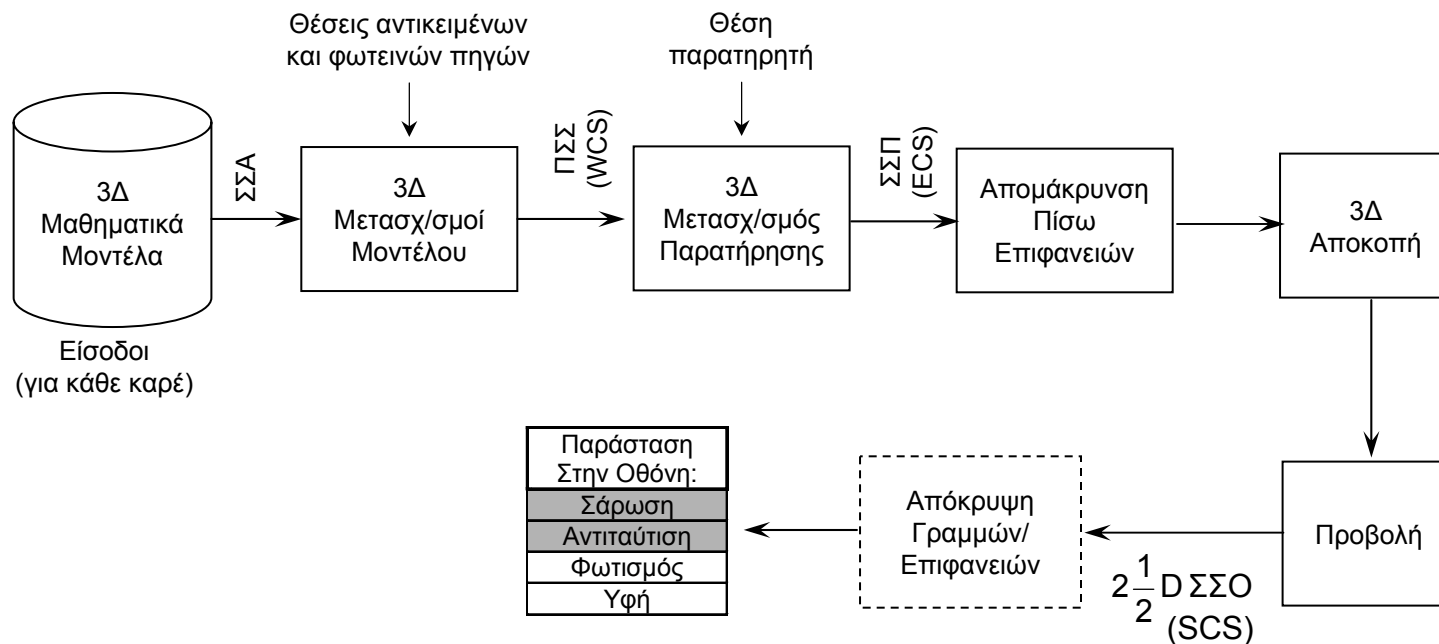 Θέσεις αντικειμένων
και φωτεινών πηγών
Θέση
παρατηρητή
3Δ
Μαθηματικά
Μοντέλα
ΣΣΑ
3Δ
Μετασχ/σμοί
Μοντέλου
ΠΣΣ
(WCS)
3Δ
Μετασχ/σμός
Παρατήρησης
ΣΣΠ
(ECS)
Απομάκρυνση
Πίσω
Επιφανειών
3Δ
Αποκοπή
Είσοδοι
(για κάθε καρέ)
Παράσταση
Στην Οθόνη:
Σάρωση
Αντιταύτιση
Φωτισμός
Υφή
Απόκρυψη
Γραμμών/
Επιφανειών
2 1/2 D ΣΣΟ
(SCS)
Προβολή